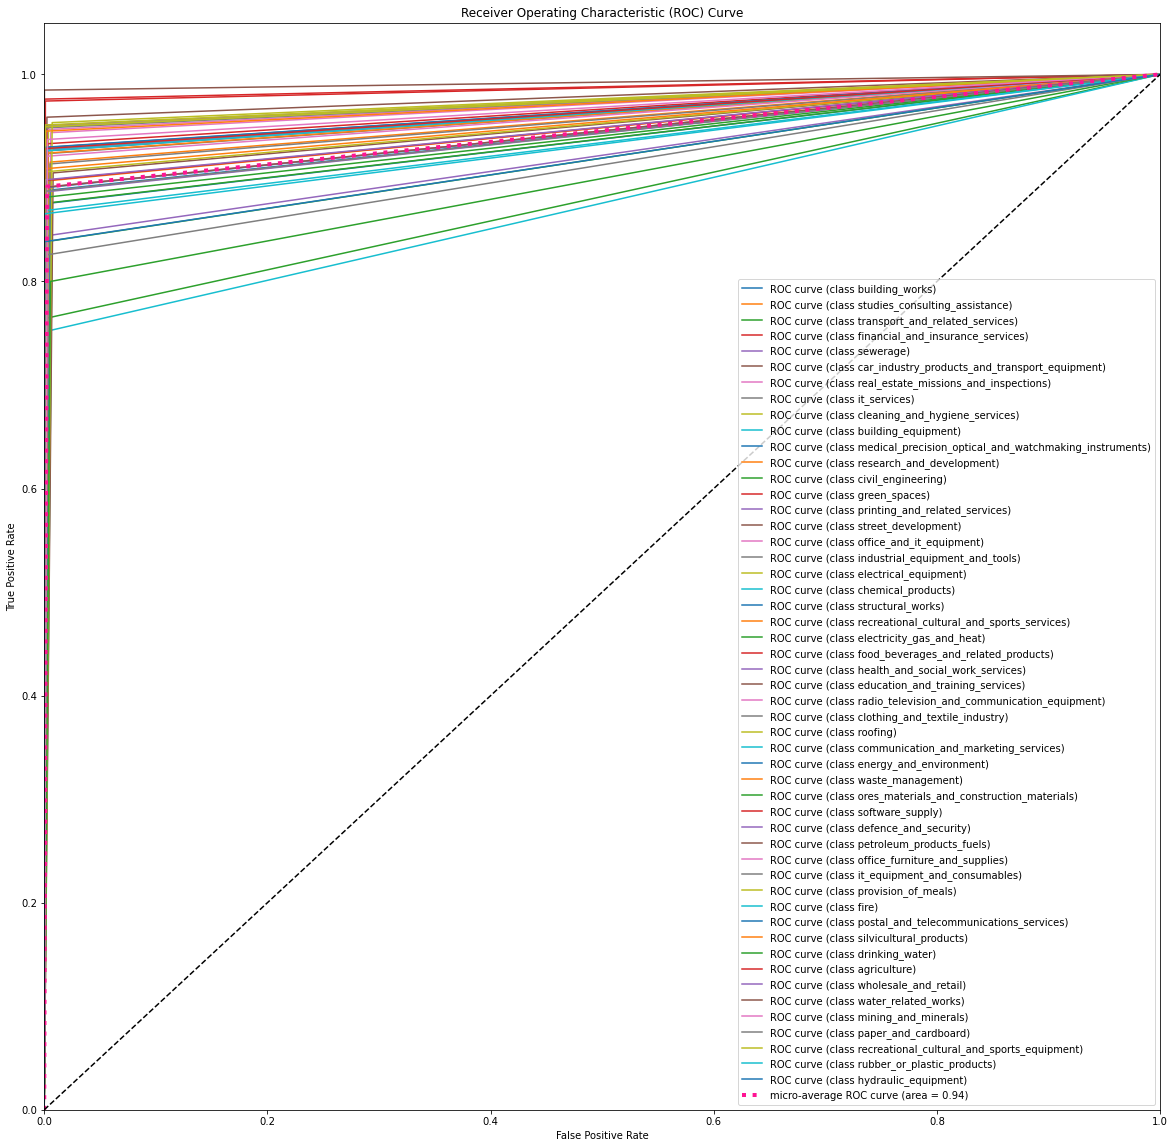 Receiver Operating Characteristic (ROC) Curve
1.0
0.8
0.6
0.4
0.2
0.0
True Positive Rate
ROC curve (class building_works)
ROC curve (class studies_consulting_assistance)
ROC curve (class transport_and_related_services)
ROC curve (class financial_and_insurance_services)
ROC curve (class sewerage)
ROC curve (class car_industry_products_and_transport_equipment)
ROC curve (class real_estate_missions_and_inspections)
ROC curve (class it_services)
ROC curve (class cleaning_and_hygiene_services)
ROC curve (class building_equipment)
ROC curve (class medical_precision_optical_and_watchmaking_instruments)
ROC curve (class research_and_development)
ROC curve (class civil_engineering)
ROC curve (class green_spaces)
ROC curve (class printing_and_related_services)
ROC curve (class street_development)
ROC curve (class office_and_it_equipment)
ROC curve (class industrial_equipment_and_tools)
ROC curve (class electrical_equipment)
ROC curve (class chemical_products)
ROC curve (class structural_works)
ROC curve (class recreational_cultural_and_sports_services)
ROC curve (class electricity_gas_and_heat)
ROC curve (class food_beverages_and_related_products)
ROC curve (class health_and_social_work_services)
ROC curve (class education_and_training_services)
ROC curve (class radio_television_and_communication_equipment)
ROC curve (class clothing_and_textile_industry)
ROC curve (class roofing)
ROC curve (class communication_and_marketing_services)
ROC curve (class energy_and_environment)
ROC curve (class waste_management)
ROC curve (class ores_materials_and_construction_materials)
ROC curve (class software_supply)
ROC curve (class defence_and_security)
ROC curve (class petroleum_products_fuels)
ROC curve (class office_furniture_and_supplies)
ROC curve (class it_equipment_and_consumables)
ROC curve (class provision_of_meals)
ROC curve (class fire)
ROC curve (class postal_and_telecommunications_services)
ROC curve (class silvicultural_products)
ROC curve (class drinking_water)
ROC curve (class agriculture)
ROC curve (class wholesale_and_retail)
ROC curve (class water_related_works)
ROC curve (class mining_and_minerals)
ROC curve (class paper_and_cardboard)
ROC curve (class recreational_cultural_and_sports_equipment)
ROC curve (class rubber_or_plastic_products)
ROC curve (class hydraulic_equipment)
micro-average ROC curve (area = 0.94)
0.0 0.2 0.4 0.6 0.8 1.0
False Positive Rate